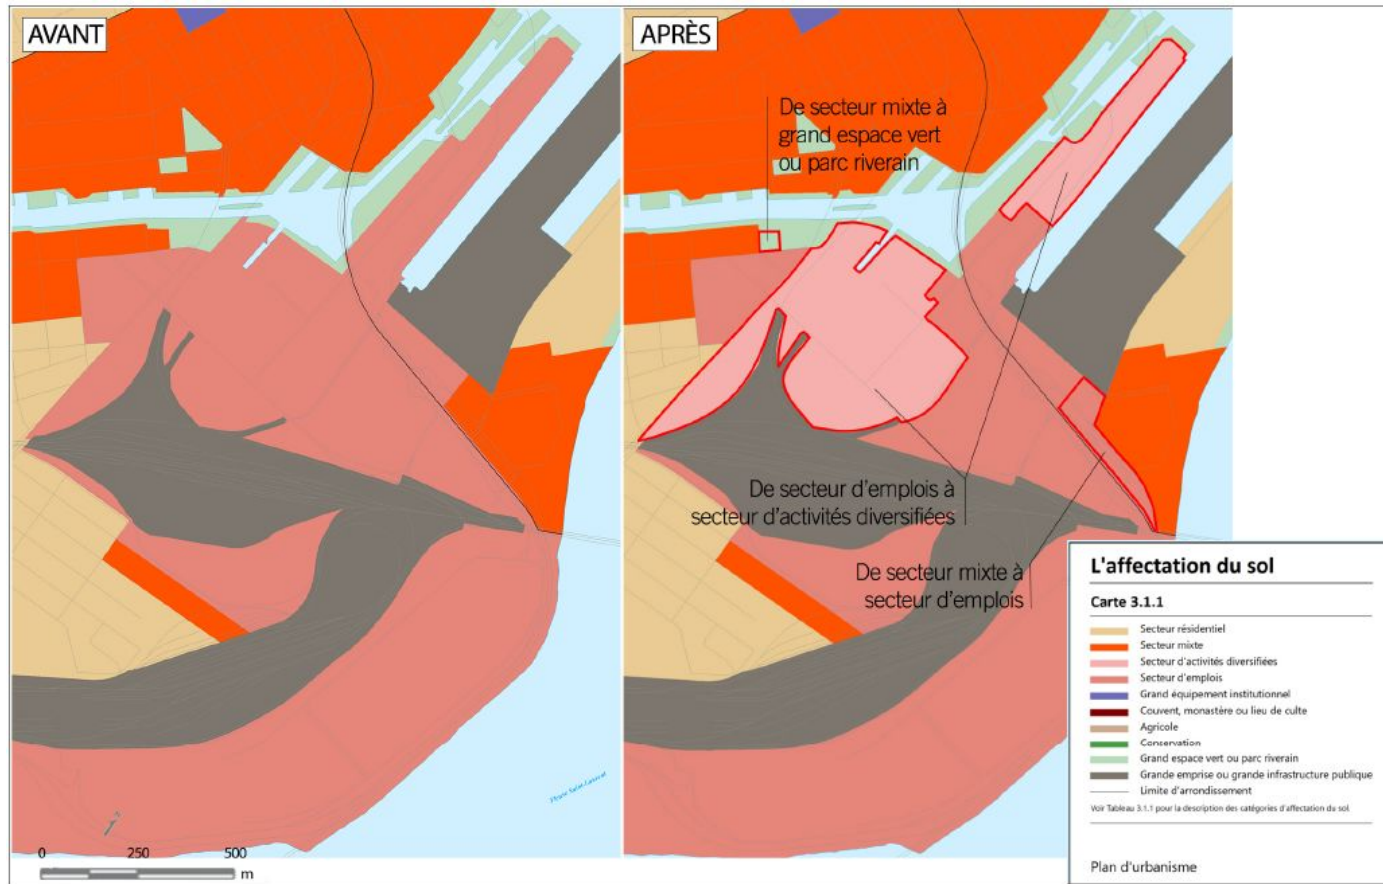 AVANT
APRÈS
De secteur mixte à
grand espace vert
ou parc riverain
De secteur d'emplois à
secteur d'activités diversifiées
De secteur mixte à
secteur d'emplois
L'affectation du sol
Carte 3.1.1
Secteur résidentiel
Secteur mixte
Secteur d'activités diversifiées
Secteur d'emplois
Grand équipement institutionnel
Couvent, monastère ou lieu de culte
Agricole
Conservation
Grand espace vert ou parc riverain
Grande emprise ou grande infrastructure publique
Limite d'arrondissement
Voir Tableau 3.1.1 pour la description des catégories d'affectation du sol
Plan d'urbanisme
Fleuve Saint-Laurent
0 250 500
m